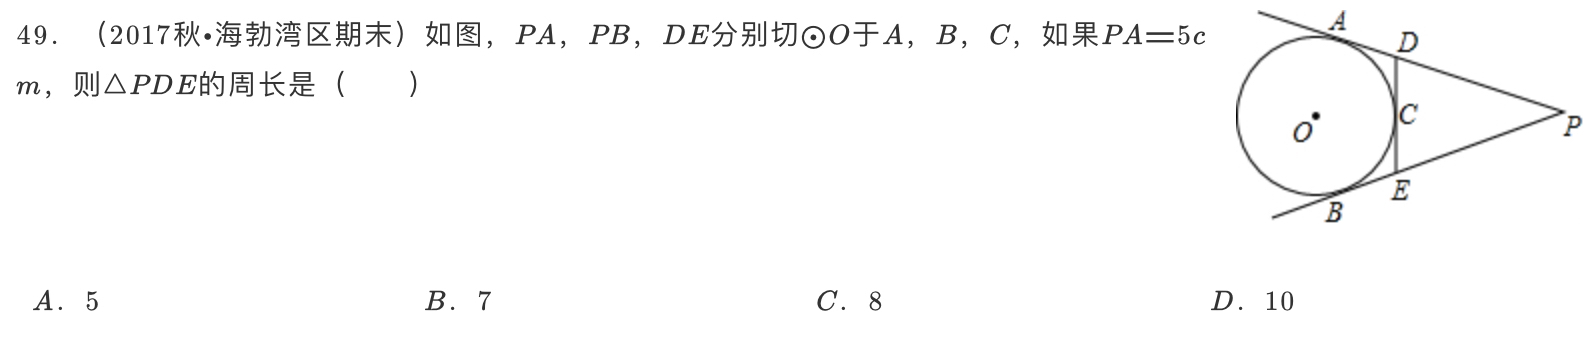 49. （2017秋•海勃湾区期末）如图，PA，PB，DE分别切⊙O于A，B，C，如果PA＝5c
m，则△PDE的周长是（　　）
A
D
C
O
P
E
B
A. 5
B. 7
C. 8
D. 10